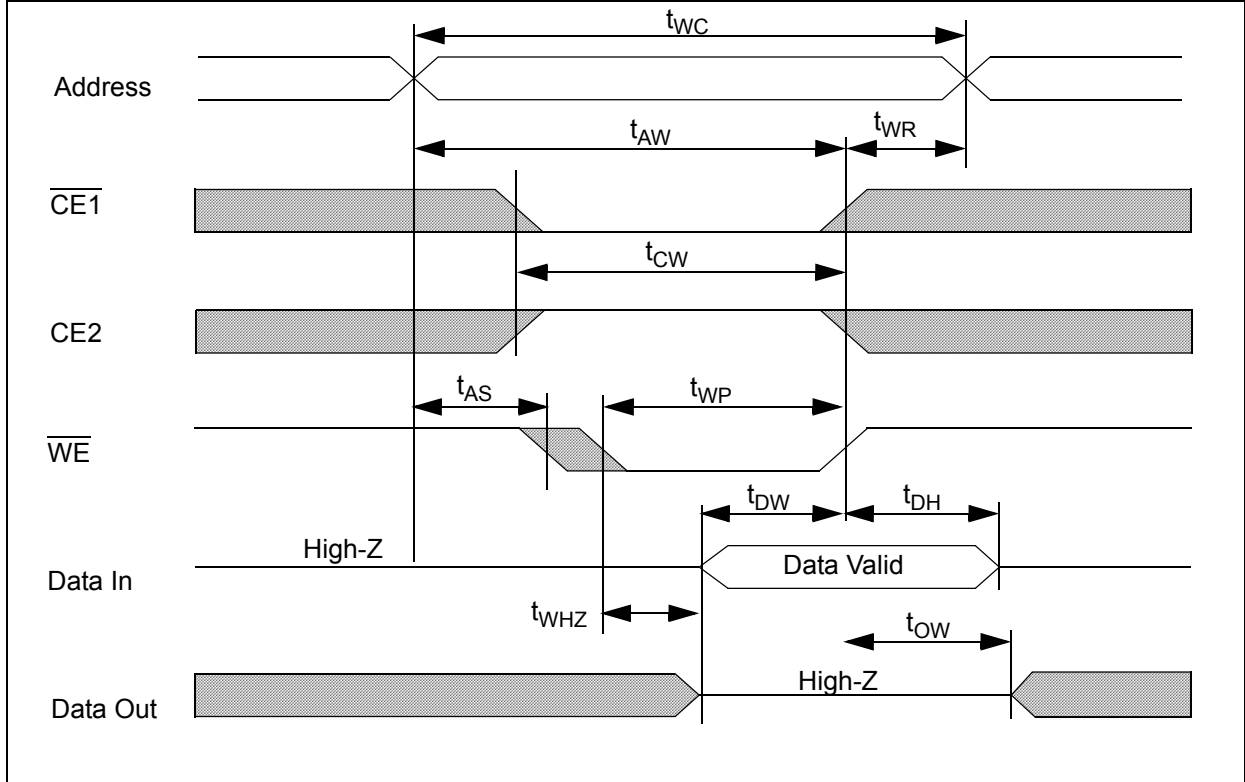 tWC
Address
tAW
tWR
CE1
tCW
CE2
tAS
tWP
WE
tDW
tDH
High-Z
Data Valid
Data In
tWHZ
tOW
High-Z
Data Out